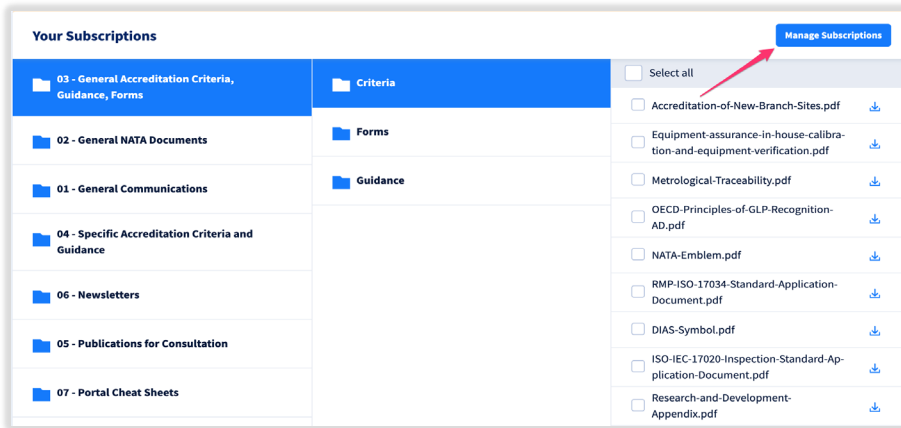 Your Subscriptions
Manage Subscriptions
03 - General Accreditation Criteria,
Guidance, Forms
02 - General NATA Documents
01 - General Communications
04 - Specific Accreditation Criteria and
Guidance
06 - Newsletters
05 - Publications for Consultation
07 - Portal Cheat Sheets
Criteria
Forms
Guidance
Select all
Accreditation-of-New-Branch-Sites.pdf
Equipment-assurance-in-house-calibra-
tion-and-equipment-verification.pdf
Metrological-Traceability.pdf
OECD-Principles-of-GLP-Recognition-
AD.pdf
NATA-Emblem.pdf
RMP-ISO-17034-Standard-Application-
Document.pdf
DIAS-Symbol.pdf
ISO-IEC-17020-Inspection-Standard-Ap-
plication-Document.pdf
Research-and-Development-
Appendix.pdf